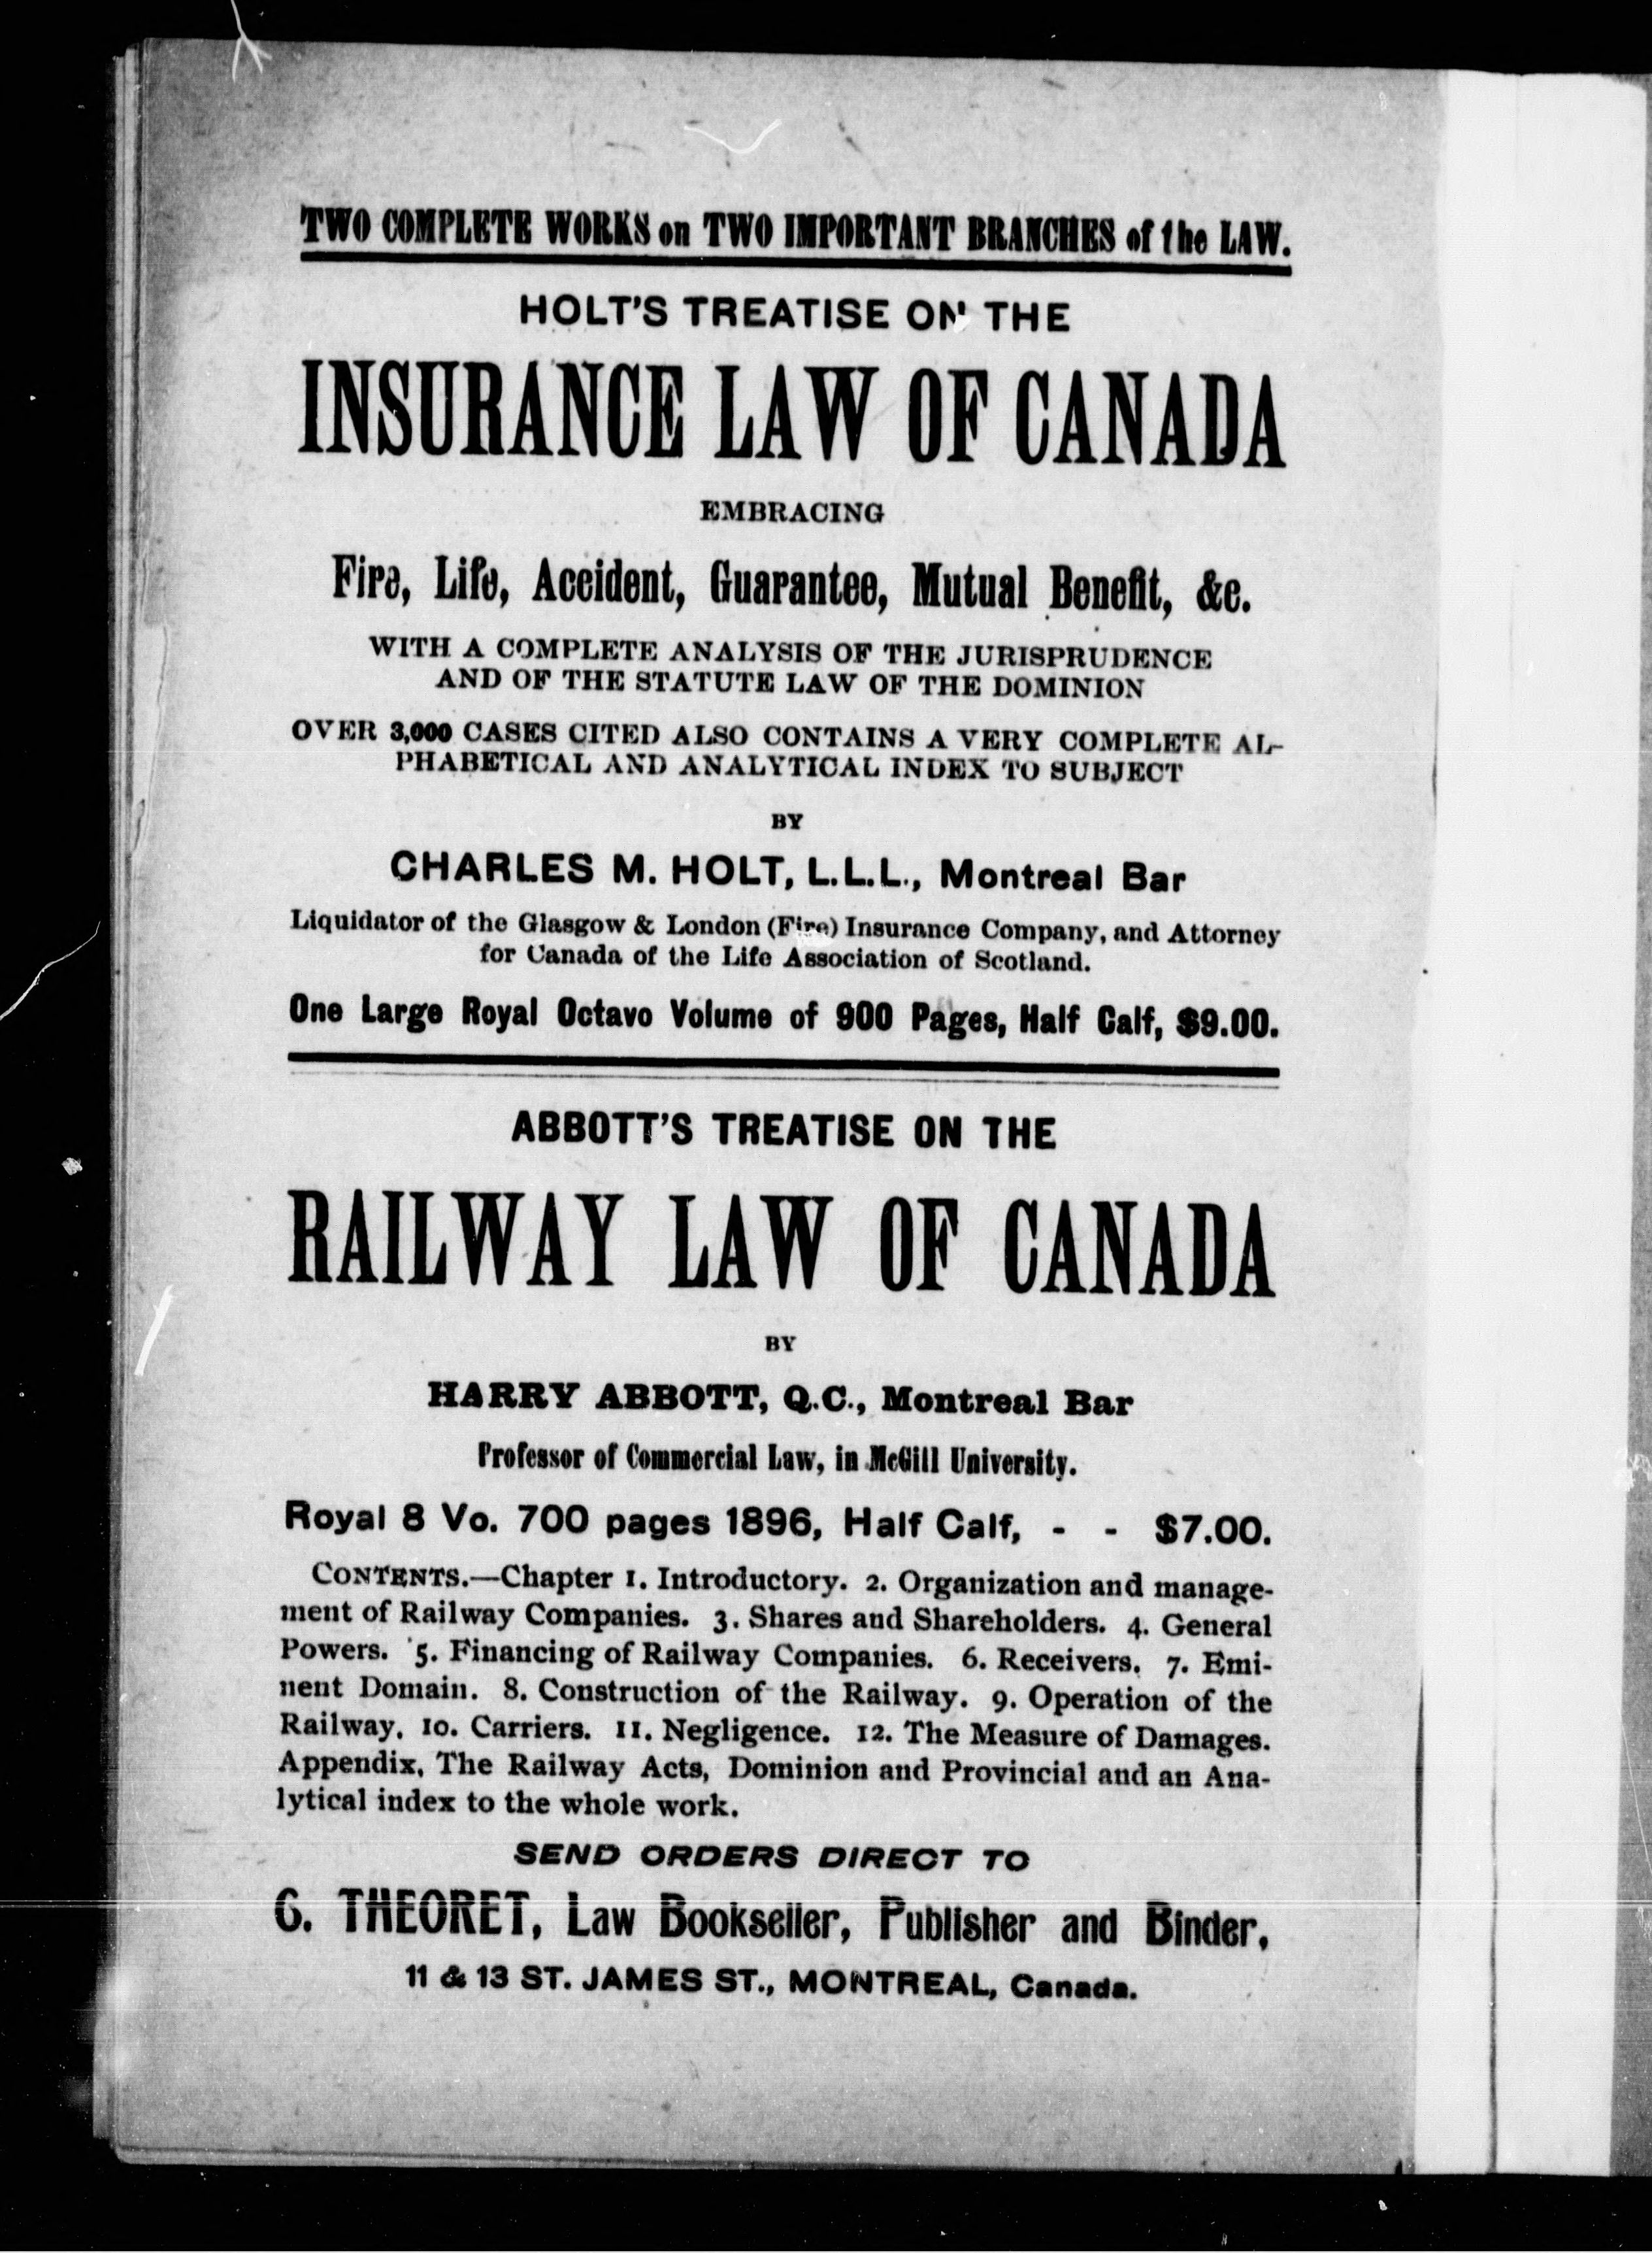 TWO COMPLETE WORKS on TWO IMPORTANT BRANCHES of the LAW.
HOLT'S TREATISE ON THE
INSURANCE LAW OF CANADA
EMBRACING
Fire, Life, Accident, Guarantee, Mutual Benefit, &c.
WITH A COMPLETE ANALYSIS OF THE JURISPRUDENCE
AND OF THE STATUTE LAW OF THE DOMINION
OVER 3,000 CASES CITED ALSO CONTAINS A VERY COMPLETE AL-
PHABETICAL AND ANALYTICAL INDEX TO SUBJECT
BY
CHARLES M. HOLT, L.L.L., Montreal Bar
Liquidator of the Glasgow & London (Fire) Insurance Company, and Attorney
for Canada of the Life Association of Scotland.
One Large Royal Octavo Volume of 900 Pages, Half Calf, $9.00.
ABBOTT'S TREATISE ON THE
RAILWAY LAW OF CANADA
BY
HARRY ABBOTT, Q.C., Montreal Bar
Professor of Commercial Law, in McGill University.
Royal 8 Vo. 700 pages 1896, Half Calf, - - $7.00.
CONTENTS.—Chapter 1. Introductory. 2. Organization and manage-
ment of Railway Companies. 3. Shares and Shareholders. 4. General
Powers. 5. Financing of Railway Companies. 6. Receivers. 7. Emi-
nent Domain. 8. Construction of the Railway. 9. Operation of the
Railway. 10. Carriers. 11. Negligence. 12. The Measure of Damages.
Appendix, The Railway Acts, Dominion and Provincial and an Ana-
lytical index to the whole work.
SEND ORDERS DIRECT TO
C. THEORET, Law Bookseller, Publisher and Binder,
11 & 13 ST. JAMES ST., MONTREAL, Canada.